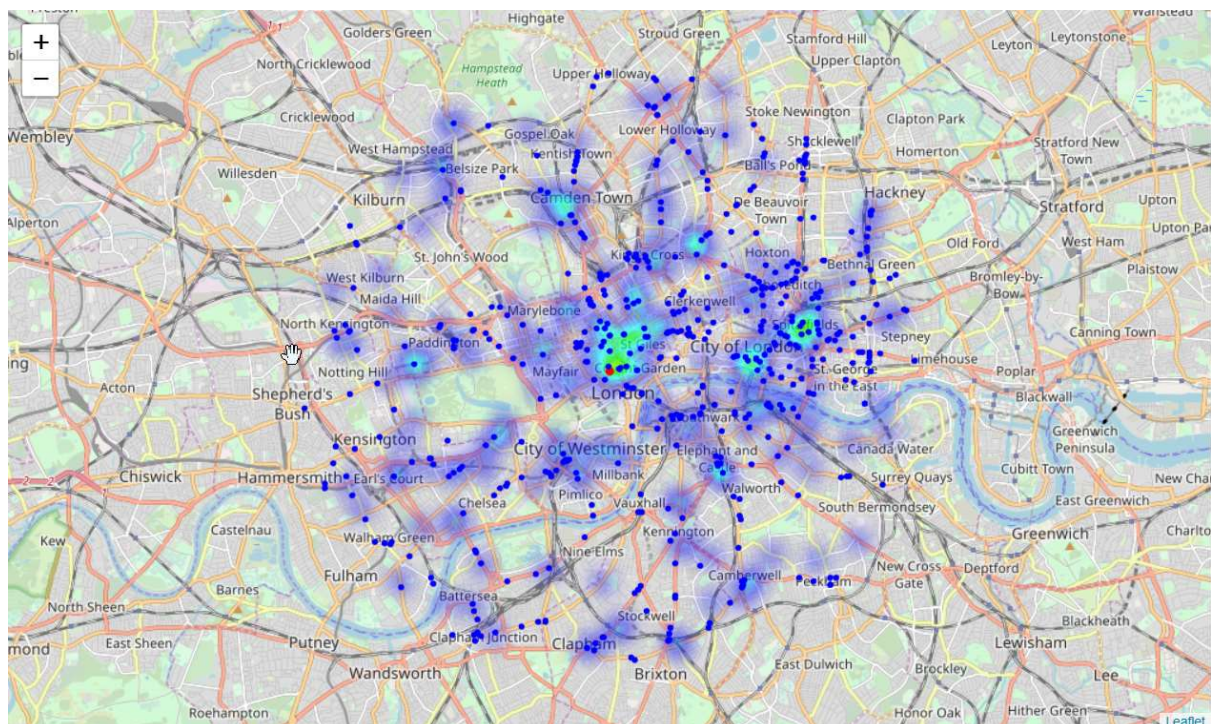 Highgate
Stroud Green
Stamford Hill
Wanstead
Golders Green
Leyton
Leytonstone
+
−
North Cricklewood
Hampstead
Heath
Upper Holloway
Upper Clapton
Cricklewood
Stoke Newington
Clapton Park
Wembley
Gospel Oak
Lower Holloway
Shacklewell
Stratford New
Town
West Hampstead
Kentish Town
Homerton
Willesden
Belsize Park
Ball's Pond
Kilburn
Camden Town
Hackney
Stratford
Upton
De Beauvoir
Town
Alperton
Upton Park
Old Ford
West Ham
St. John's Wood
King's Cross
Hoxton
Bethnal Green
Plaistow
West Kilburn
Bromley-by-
Bow
Maida Hill
Shoreditch
Marylebone
Clerkenwell
North Kensington
Spitalfields
Canning Town
Paddington
St Giles
City of London
Stepney
Limehouse
Notting Hill
Mayfair
Covent Garden
St. George
in the East
Poplar
Acton
Shepherd's
Bush
London
Blackwall
Southwark
Kensington
City of Westminster
Elephant and
Castle
Canada Water
Greenwich
Peninsula
Chiswick
Hammersmith
Earl's Court
Millbank
Cubitt Town
2
Pimlico
Walworth
Surrey Quays
East Greenwich
Chelsea
Vauxhall
South Bermondsey
Castelnau
Walham Green
Kennington
Greenwich
Kew
Nine Elms
Deptford
Fulham
Camberwell
Peckham
New Cross
Gate
Barnes
Battersea
North Sheen
Stockwell
Blackheath
East Sheen
Putney
Clapham Junction
Clapham
Lewisham
East Dulwich
Wandsworth
Brixton
Brockley
Lee
Roehampton
Honor Oak
Hither Green
Leaflet